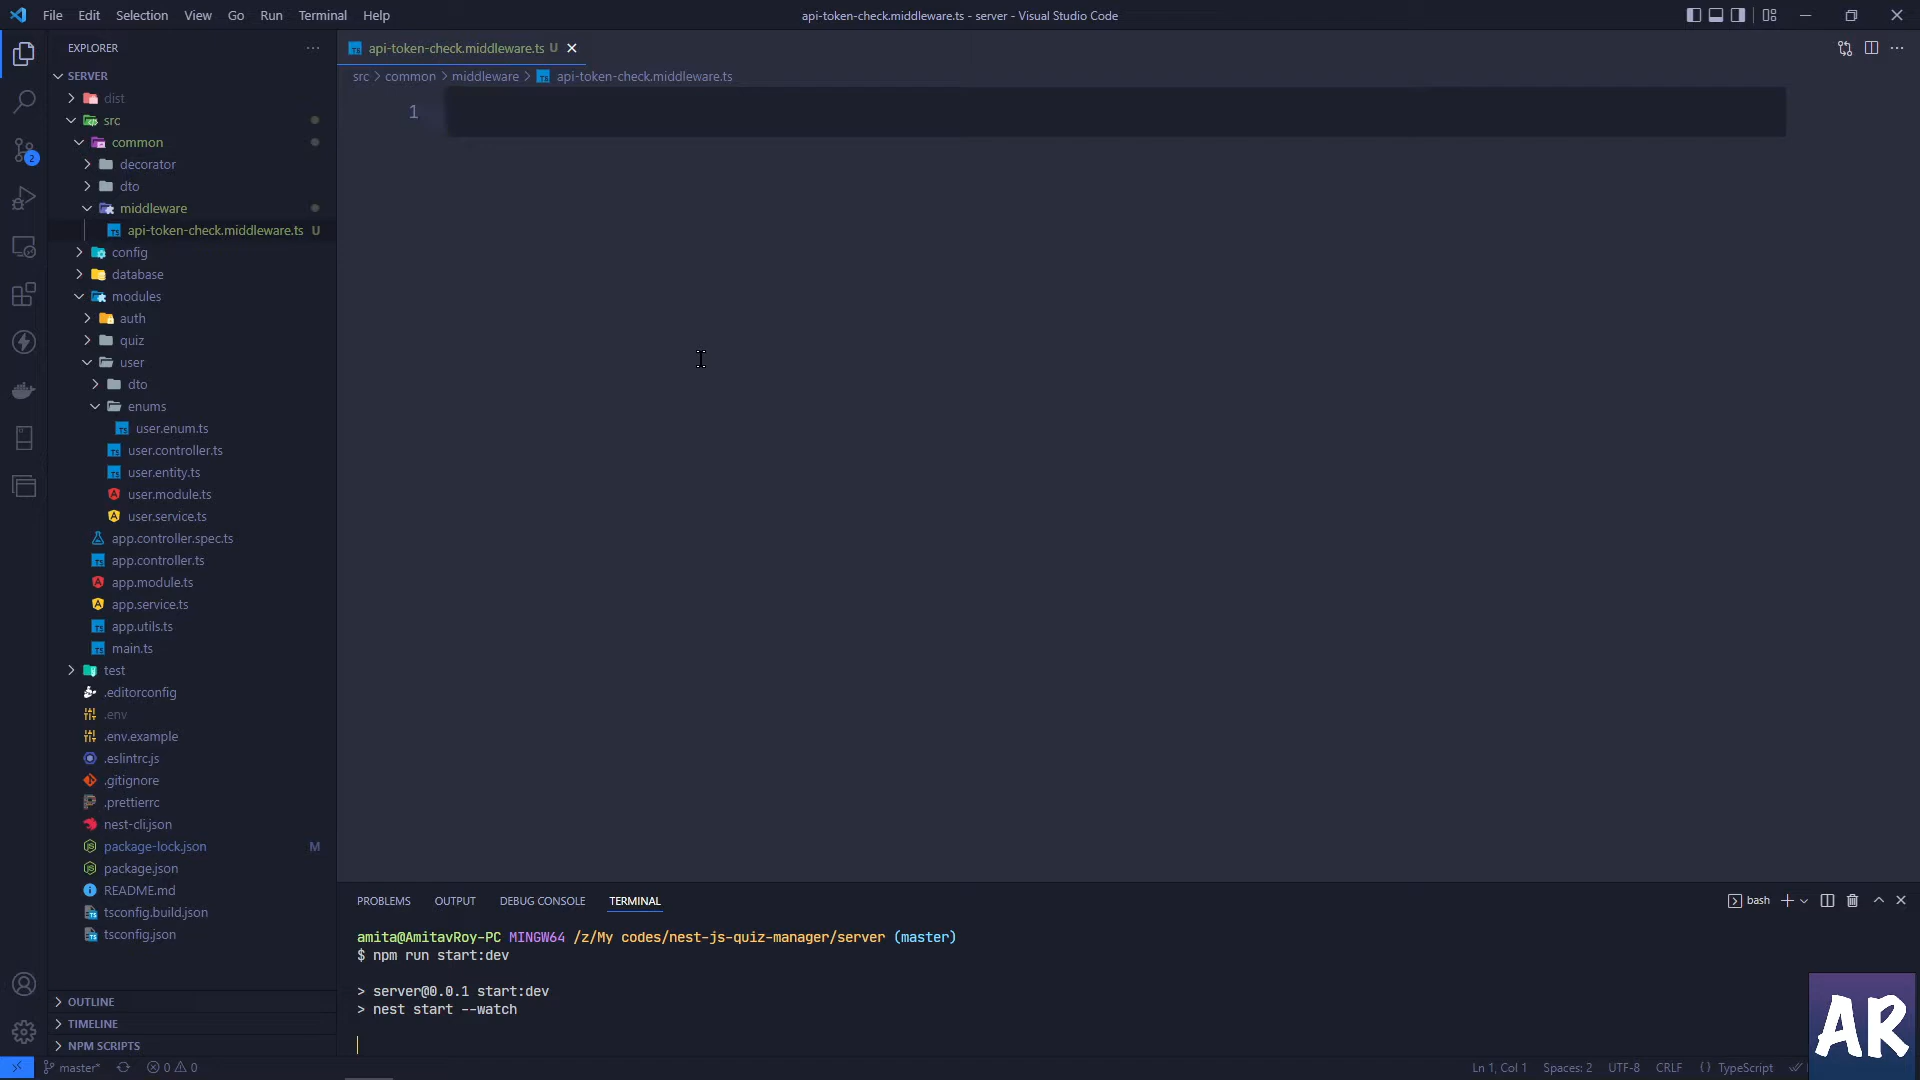 File Edit Selection View Go Run Terminal Help
api-token-check.middleware.ts - server - Visual Studio Code
EXPLORER
SERVER
dist
src
common
decorator
dto
middleware
api-token-check.middleware.ts U
config
database
modules
auth
quiz
user
dto
enums
user.enum.ts
user.controller.ts
user.entity.ts
user.module.ts
user.service.ts
app.controller.spec.ts
app.controller.ts
app.module.ts
app.service.ts
app.utils.ts
main.ts
test
.editorconfig
.env
.env.example
.eslintrc.js
.gitignore
.prettierrc
nest-cli.json
package-lock.json M
package.json
README.md
tsconfig.build.json
tsconfig.json
OUTLINE
TIMELINE
NPM SCRIPTS
2
api-token-check.middleware.ts U
src > common > middleware > api-token-check.middleware.ts
1
PROBLEMS OUTPUT DEBUG CONSOLE TERMINAL
bash
amita@AmitavRoy-PC MINGW64 /z/My codes/nest-js-quiz-manager/server (master)
$ npm run start:dev
> server@0.0.1 start:dev
> nest start --watch
AR
master* 0 0
Ln 1, Col 1 Spaces: 2 UTF-8 CRLF { } TypeScript